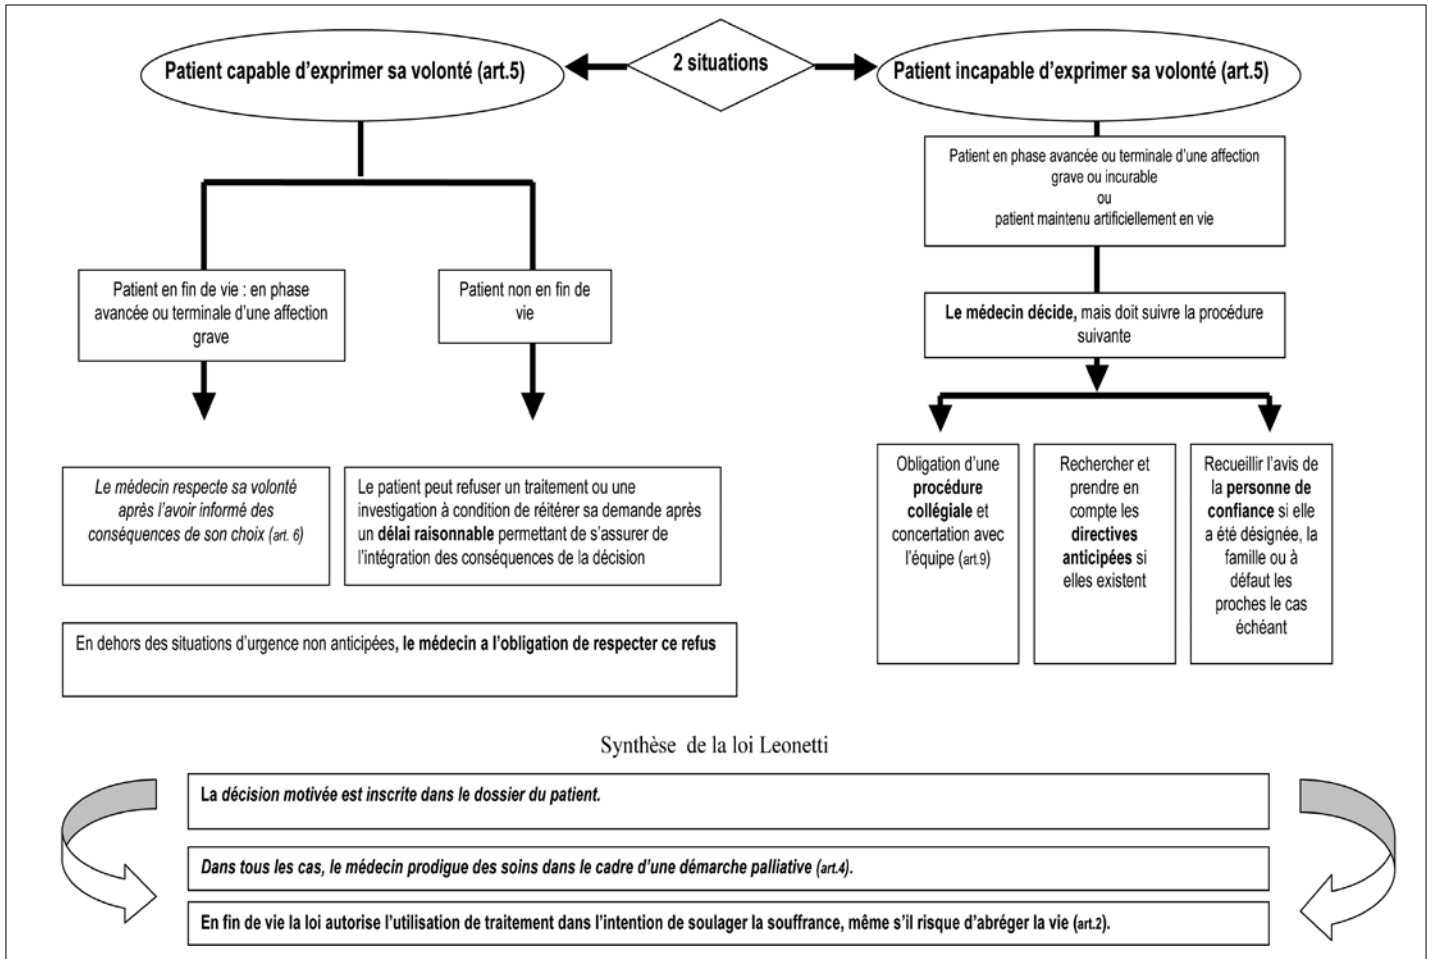 2 situations
Patient capable d'exprimer sa volonté (art.5)
Patient incapable d'exprimer sa volonté (art.5)
Patient en fin de vie : en phase
avancée ou terminale d'une affection
grave
Patient non en fin de
vie
Patient en phase avancée ou terminale d'une affection
grave ou incurable
ou
patient maintenu artificiellement en vie
Le médecin décide, mais doit suivre la procédure
suivante
Le médecin respecte sa volonté
après l'avoir informé des
conséquences de son choix (art. 6)
Le patient peut refuser un traitement ou une
investigation à condition de réitérer sa demande après
un délai raisonnable permettant de s'assurer de
l'intégration des conséquences de la décision
Obligation d'une
procédure
collégiale et
concertation avec
l'équipe (art.9)
Rechercher et
prendre en
compte les
directives
anticipées si
elles existent
Recueillir l'avis de
la personne de
confiance si elle
a été désignée, la
famille ou à
défaut les
proches le cas
échéant
En dehors des situations d'urgence non anticipées, le médecin a l'obligation de respecter ce refus
Synthèse de la loi Leonetti
La décision motivée est inscrite dans le dossier du patient.
Dans tous les cas, le médecin prodigue des soins dans le cadre d'une démarche palliative (art.4).
En fin de vie la loi autorise l'utilisation de traitement dans l'intention de soulager la souffrance, même s'il risque d'abréger la vie (art.2).